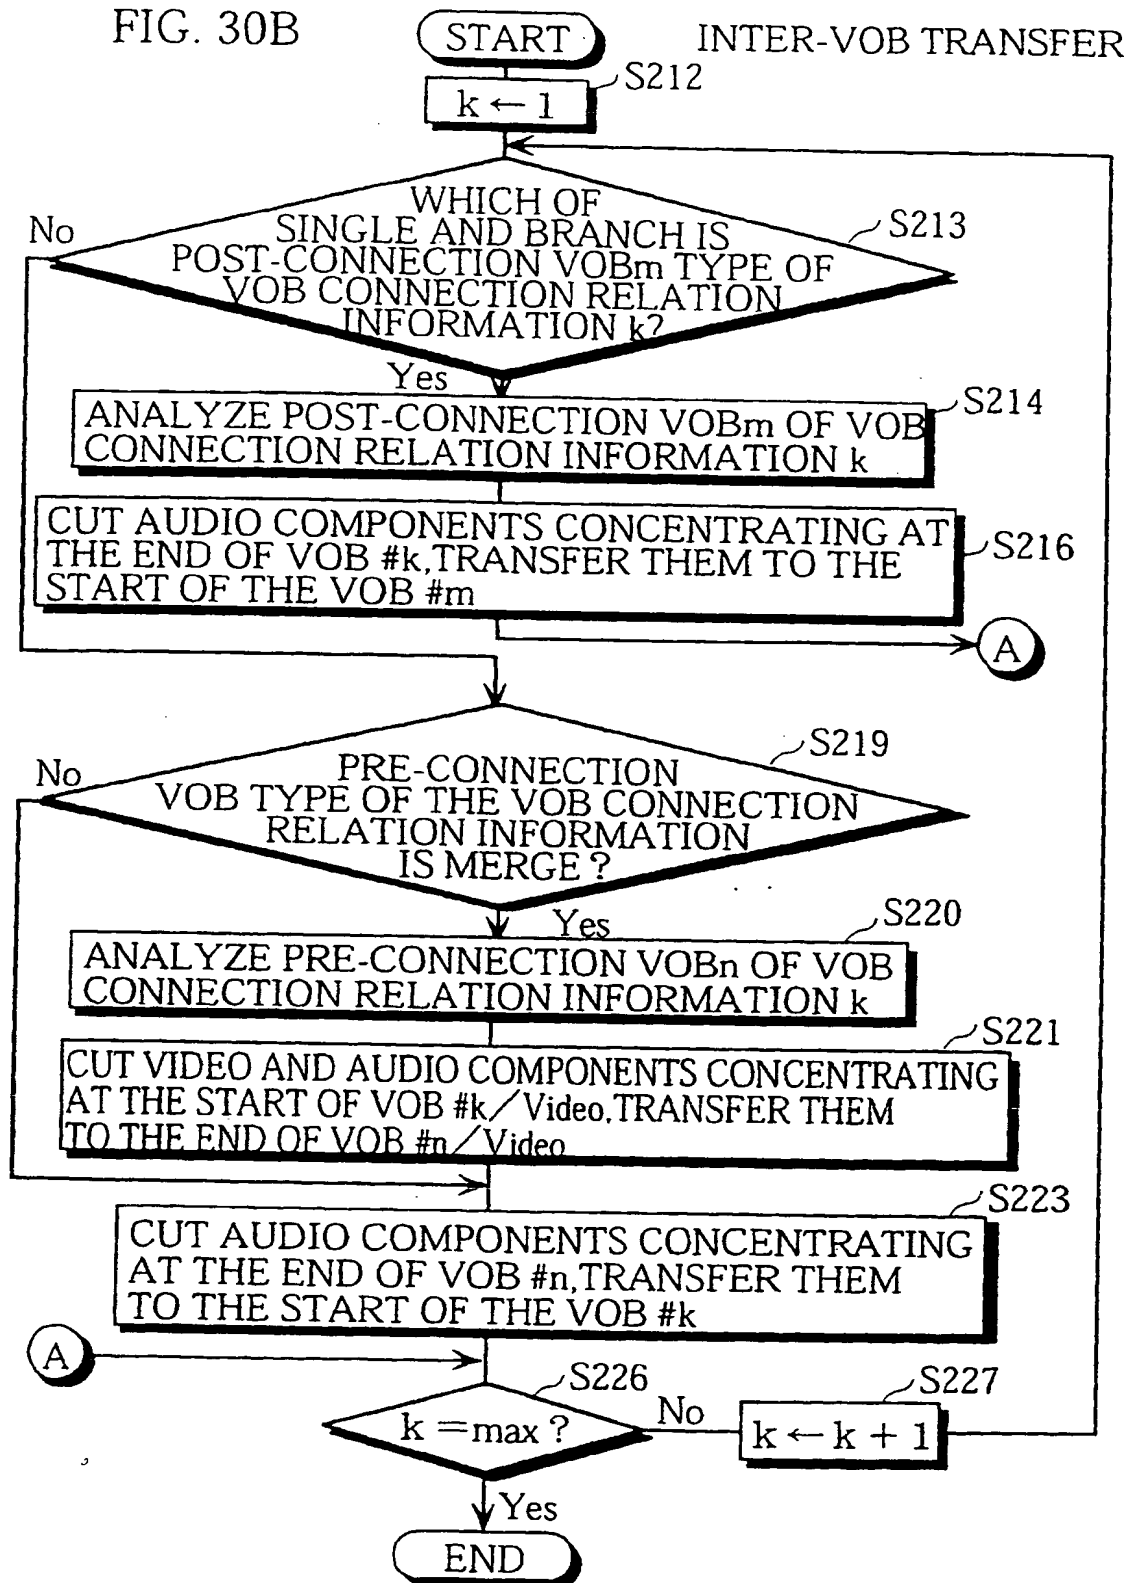 FIG. 30B
START
INTER-VOB TRANSFER
S212
k ← 1
WHICH OF
SINGLE AND BRANCH IS
POST-CONNECTION VOBm TYPE OF
VOB CONNECTION RELATION
INFORMATION k?
S213
No
Yes
S214
ANALYZE POST-CONNECTION VOBm OF VOB
CONNECTION RELATION INFORMATION k
CUT AUDIO COMPONENTS CONCENTRATING AT
THE END OF VOB #k,TRANSFER THEM TO THE
START OF THE VOB #m
S216
A
S219
No
PRE-CONNECTION
VOB TYPE OF THE VOB CONNECTION
RELATION INFORMATION
IS MERGE ?
Yes
S220
ANALYZE PRE-CONNECTION VOBn OF VOB
CONNECTION RELATION INFORMATION k
S221
CUT VIDEO AND AUDIO COMPONENTS CONCENTRATING
AT THE START OF VOB #k/Video,TRANSFER THEM
TO THE END OF VOB #n/Video
S223
CUT AUDIO COMPONENTS CONCENTRATING
AT THE END OF VOB #n,TRANSFER THEM
TO THE START OF THE VOB #k
A
S226
k = max ?
No
S227
k ← k + 1
Yes
END